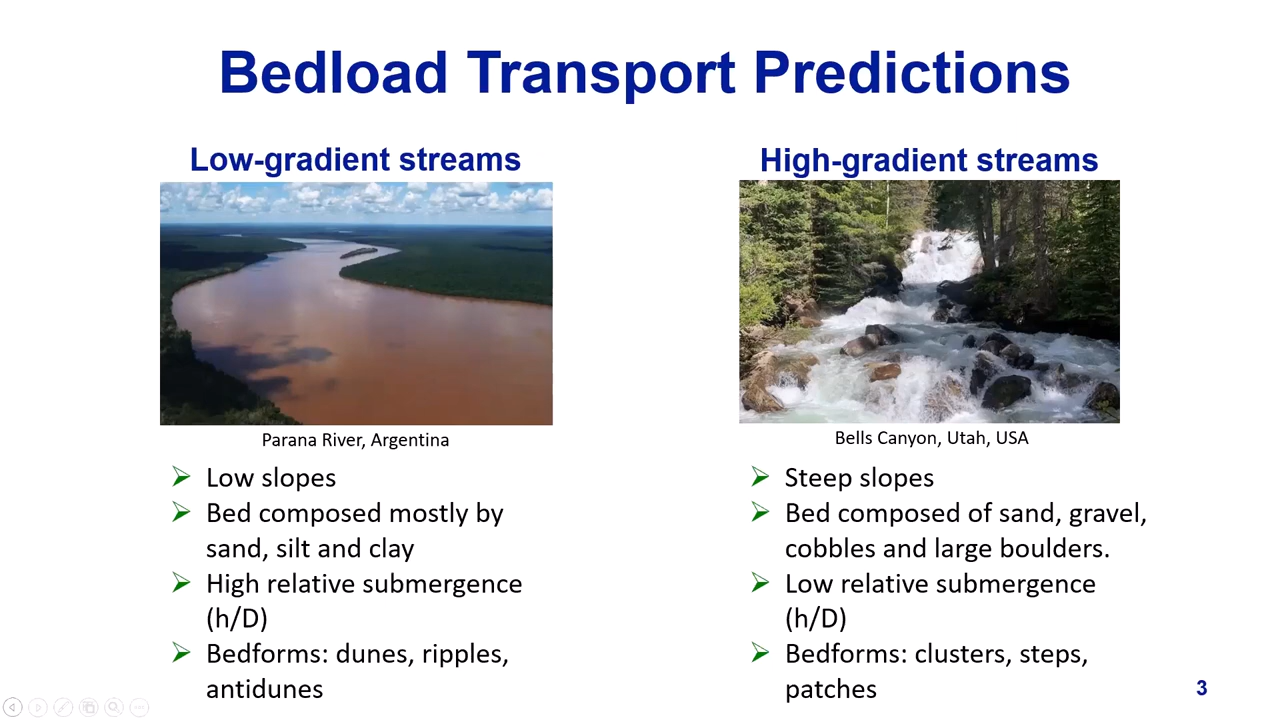 Bedload Transport Predictions
Low-gradient streams
Parana River, Argentina
Low slopes
Bed composed mostly by
sand, silt and clay
High relative submergence
(h/D)
Bedforms: dunes, ripples,
antidunes
High-gradient streams
Bells Canyon, Utah, USA
Steep slopes
Bed composed of sand, gravel,
cobbles and large boulders.
Low relative submergence
(h/D)
Bedforms: clusters, steps,
patches
3